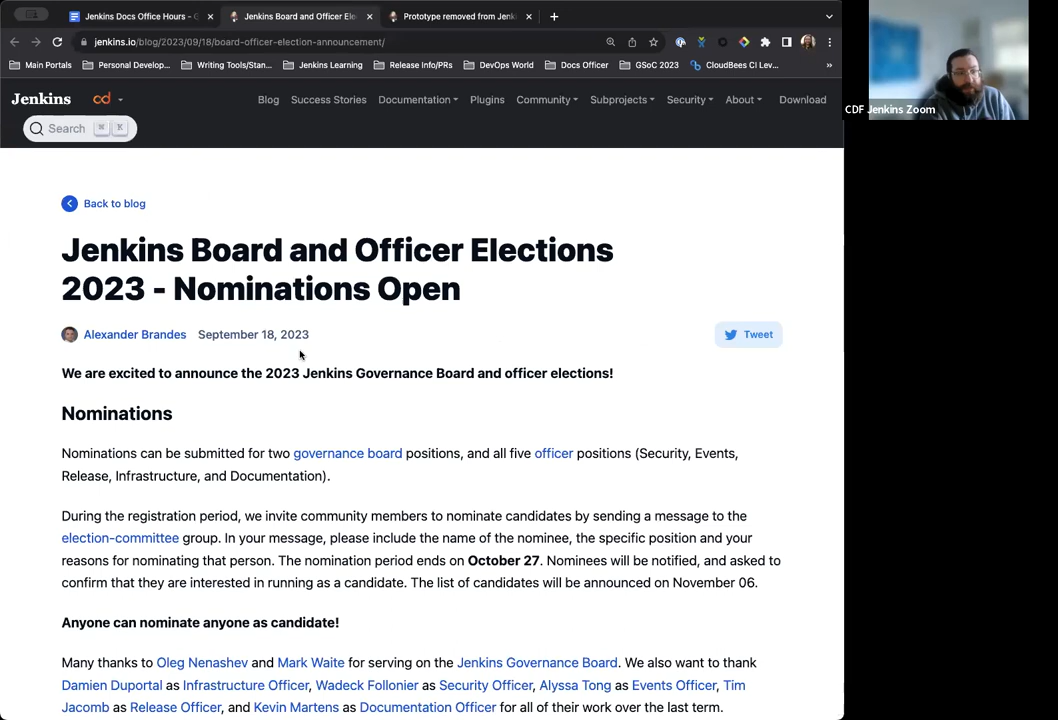 Jenkins Docs Office Hours - G
Jenkins Board and Officer Ele
Prototype removed from Jenki
jenkins.io/blog/2023/09/18/board-officer-election-announcement/
Main Portals
Personal Develop...
Writing Tools/Stan...
Jenkins Learning
Release Info/PRs
DevOps World
Docs Officer
GSoC 2023
CloudBees CI Lev...
»
Jenkins
cd
Blog
Success Stories
Documentation
Plugins
Community
Subprojects
Security
About
Download
Search ⌘ K
CDF Jenkins Zoom
Back to blog
Jenkins Board and Officer Elections
2023 - Nominations Open
Alexander Brandes September 18, 2023
Tweet
We are excited to announce the 2023 Jenkins Governance Board and officer elections!
Nominations
Nominations can be submitted for two governance board positions, and all five officer positions (Security, Events,
Release, Infrastructure, and Documentation).
During the registration period, we invite community members to nominate candidates by sending a message to the
election-committee group. In your message, please include the name of the nominee, the specific position and your
reasons for nominating that person. The nomination period ends on October 27. Nominees will be notified, and asked to
confirm that they are interested in running as a candidate. The list of candidates will be announced on November 06.
Anyone can nominate anyone as candidate!
Many thanks to Oleg Nenashev and Mark Waite for serving on the Jenkins Governance Board. We also want to thank
Damien Duportal as Infrastructure Officer, Wadeck Follonier as Security Officer, Alyssa Tong as Events Officer, Tim
Jacomb as Release Officer, and Kevin Martens as Documentation Officer for all of their work over the last term.